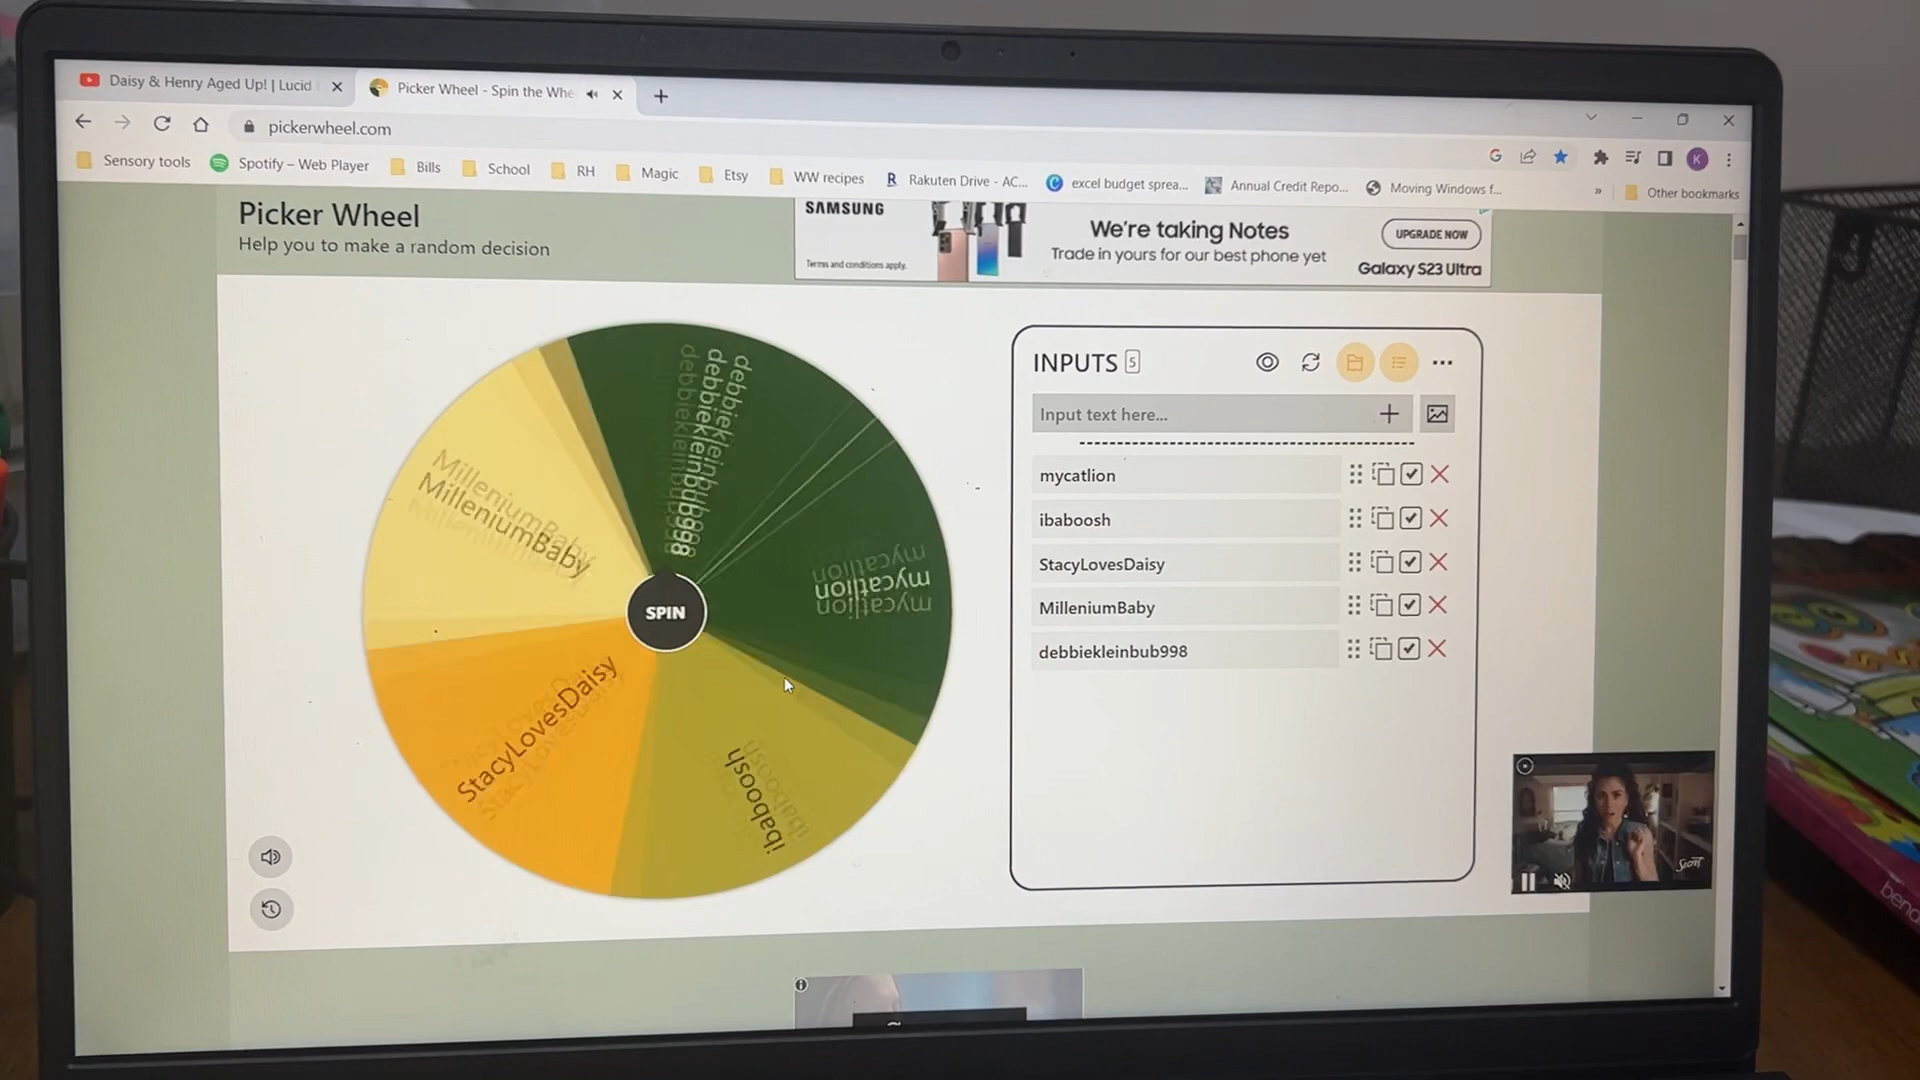 Daisy & Henry Aged Up! | Lucid
Picker Wheel - Spin the Whe
pickerwheel.com
Sensory tools
Spotify – Web Player
Bills
School
RH
Magic
Etsy
WW recipes
Rakuten Drive - AC...
excel budget sprea...
Annual Credit Repo...
Moving Windows f...
»
Other bookmarks
K
Picker Wheel
Help you to make a random decision
SAMSUNG
Terms and conditions apply.
We're taking Notes
Trade in yours for our best phone yet
UPGRADE NOW
Galaxy S23 Ultra
debbiekleinbub998
MilleniumBaby
mycatlion
StacyLovesDaisy
ibaboosh
SPIN
INPUTS 5
Input text here...
mycatlion
ibaboosh
StacyLovesDaisy
MilleniumBaby
debbiekleinbub998
Secret